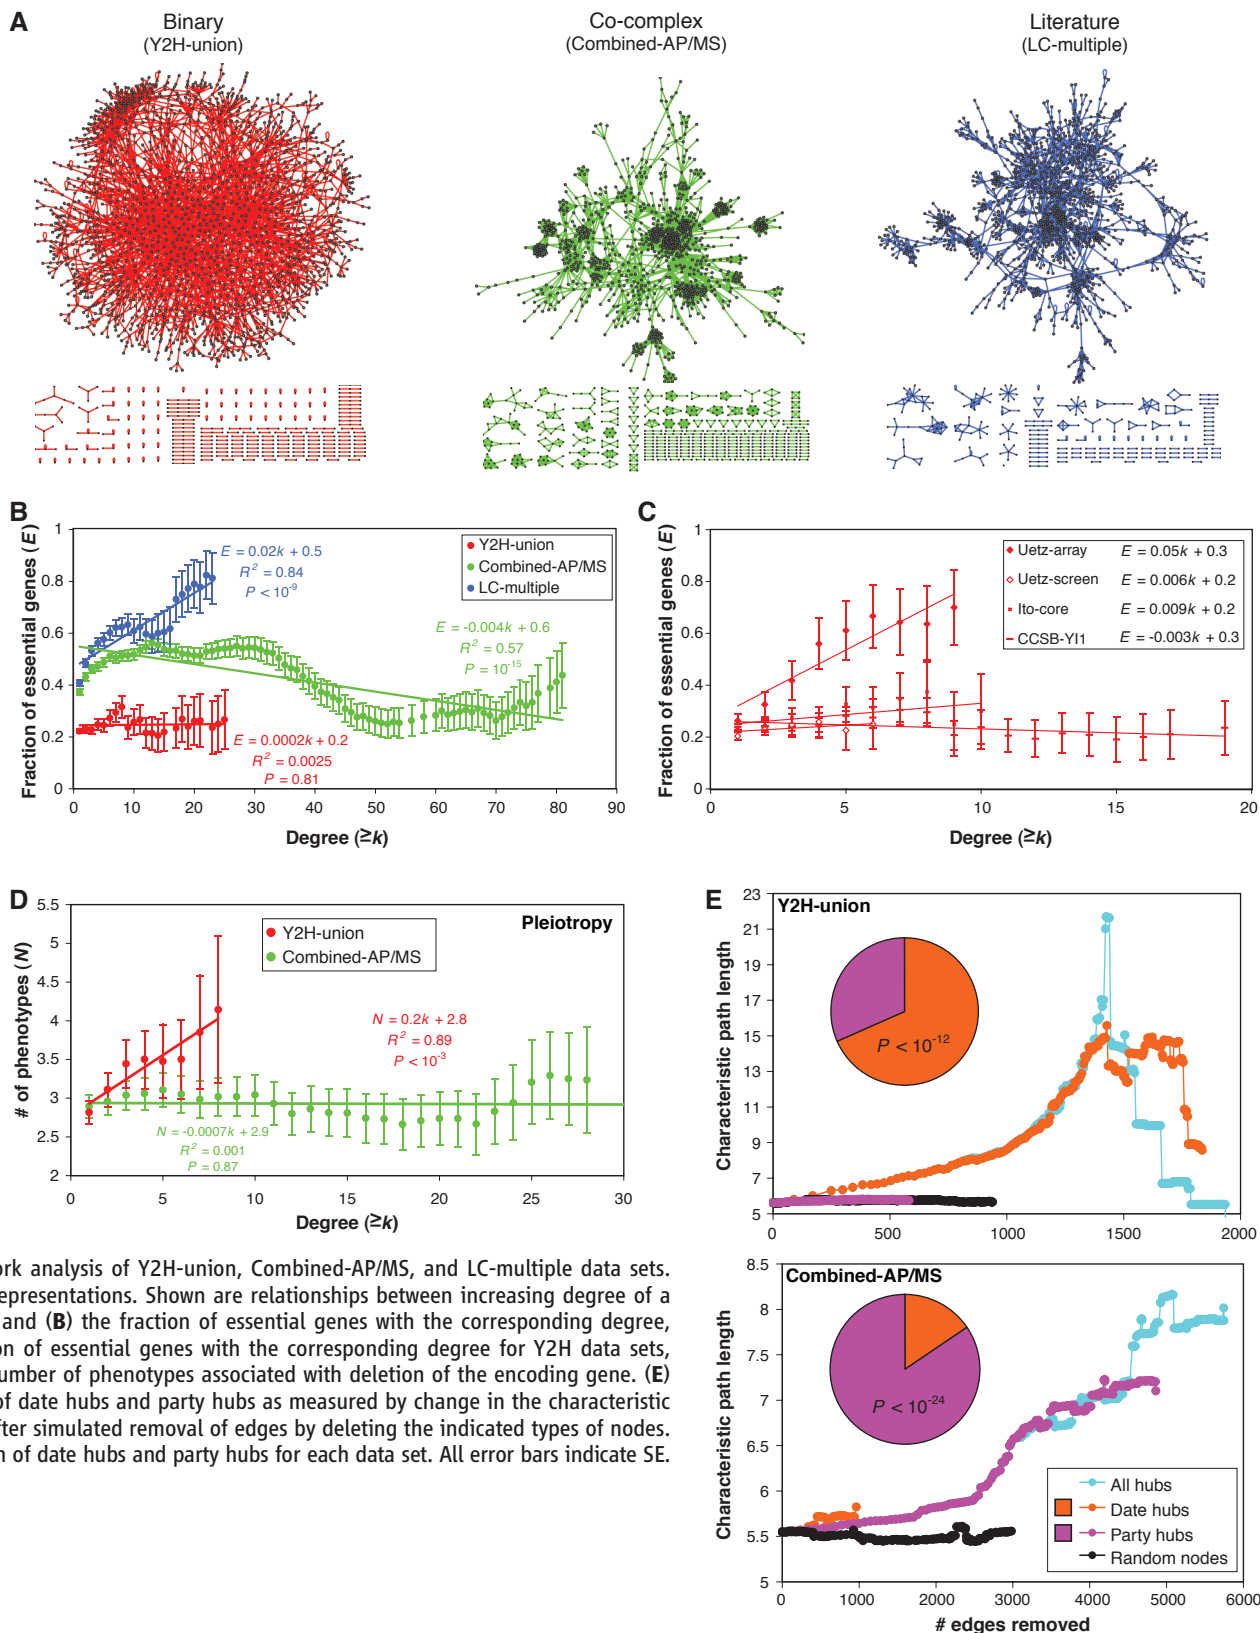 A
Binary
(Y2H-union)
Co-complex
(Combined-AP/MS)
Literature
(LC-multiple)
B
Fraction of essential genes (E)
1
0.8
0.6
0.4
0.2
0
0 10 20 30 40 50 60 70 80 90
Degree (≥k)
E = 0.02k + 0.5
R² = 0.84
P < 10⁻⁹
Y2H-union
Combined-AP/MS
LC-multiple
E = -0.004k + 0.6
R² = 0.57
P = 10⁻¹⁵
E = 0.0002k + 0.2
R² = 0.0025
P = 0.81
C
Fraction of essential genes (E)
1
0.8
0.6
0.4
0.2
0
0 5 10 15 20
Degree (≥k)
Uetz-array E = 0.05k + 0.3
Uetz-screen E = 0.006k + 0.2
Ito-core E = 0.009k + 0.2
CCSB-YI1 E = -0.003k + 0.3
D
# of phenotypes (N)
5.5
5
4.5
4
3.5
3
2.5
2
0 5 10 15 20 25 30
Degree (≥k)
Y2H-union
Combined-AP/MS
Pleiotropy
N = 0.2k + 2.8
R² = 0.89
P < 10⁻³
N = -0.0007k + 2.9
R² = 0.001
P = 0.87
E
Y2H-union
Characteristic path length
23
21
19
17
15
13
11
9
7
5
0 500 1000 1500 2000
P < 10⁻¹²
Combined-AP/MS
Characteristic path length
8.5
8
7.5
7
6.5
6
5.5
5
0 1000 2000 3000 4000 5000 6000
# edges removed
P < 10⁻²⁴
All hubs
Date hubs
Party hubs
Random nodes
ork analysis of Y2H-union, Combined-AP/MS, and LC-multiple data sets.
epresentations. Shown are relationships between increasing degree of a
and (B) the fraction of essential genes with the corresponding degree,
on of essential genes with the corresponding degree for Y2H data sets,
number of phenotypes associated with deletion of the encoding gene. (E)
of date hubs and party hubs as measured by change in the characteristic
fter simulated removal of edges by deleting the indicated types of nodes.
n of date hubs and party hubs for each data set. All error bars indicate SE.